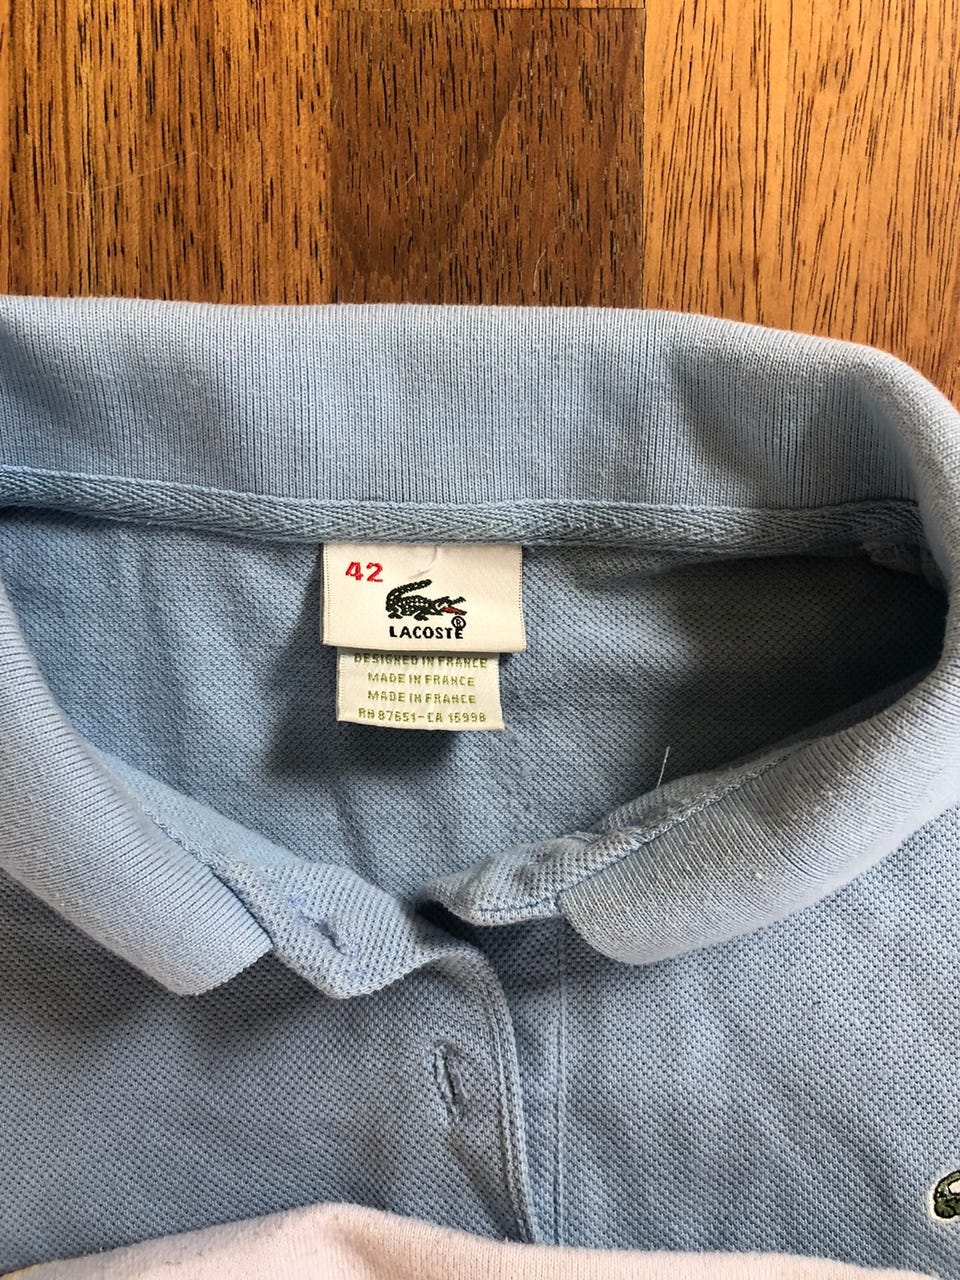 42
LACOSTE
®
DESIGNED IN FRANCE
MADE IN FRANCE
MADE IN FRANCE
RN 87651-CA 15998